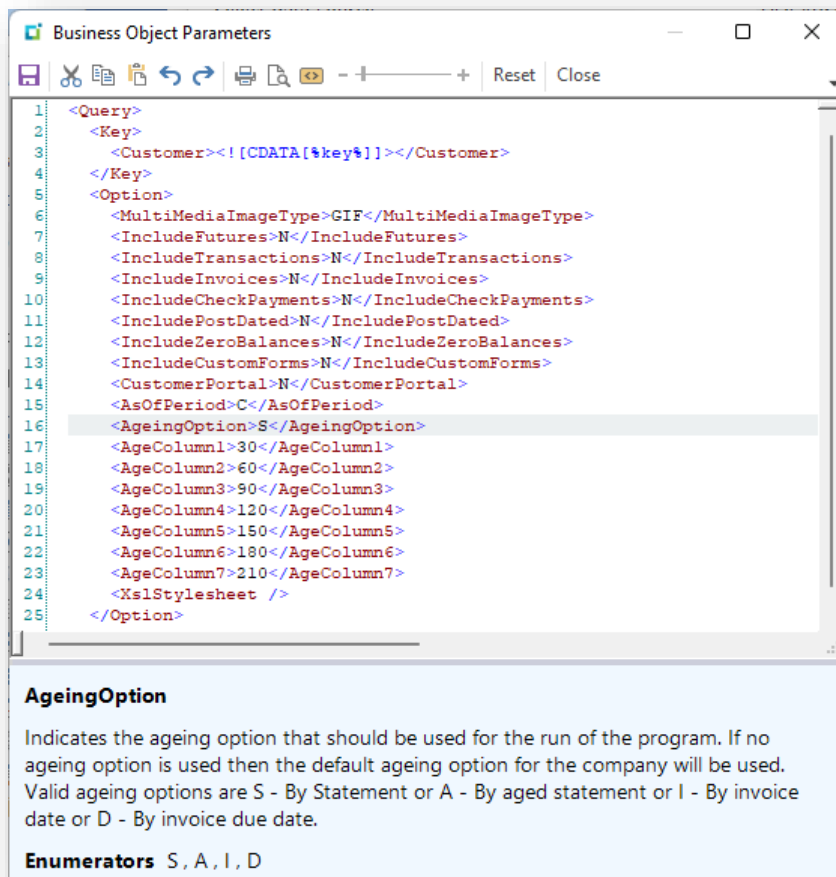 Business Object Parameters
Reset Close
1 <Query>
2 <Key>
3 <Customer><![CDATA[%key%]]></Customer>
4 </Key>
5 <Option>
6 <MultiMediaImageType>GIF</MultiMediaImageType>
7 <IncludeFutures>N</IncludeFutures>
8 <IncludeTransactions>N</IncludeTransactions>
9 <IncludeInvoices>N</IncludeInvoices>
10 <IncludeCheckPayments>N</IncludeCheckPayments>
11 <IncludePostDated>N</IncludePostDated>
12 <IncludeZeroBalances>N</IncludeZeroBalances>
13 <IncludeCustomForms>N</IncludeCustomForms>
14 <CustomerPortal>N</CustomerPortal>
15 <AsOfPeriod>C</AsOfPeriod>
16 <AgeingOption>S</AgeingOption>
17 <AgeColumn1>30</AgeColumn1>
18 <AgeColumn2>60</AgeColumn2>
19 <AgeColumn3>90</AgeColumn3>
20 <AgeColumn4>120</AgeColumn4>
21 <AgeColumn5>150</AgeColumn5>
22 <AgeColumn6>180</AgeColumn6>
23 <AgeColumn7>210</AgeColumn7>
24 <XslStylesheet />
25 </Option>
AgeingOption
Indicates the ageing option that should be used for the run of the program. If no
ageing option is used then the default ageing option for the company will be used.
Valid ageing options are S - By Statement or A - By aged statement or I - By invoice
date or D - By invoice due date.
Enumerators S , A , I , D